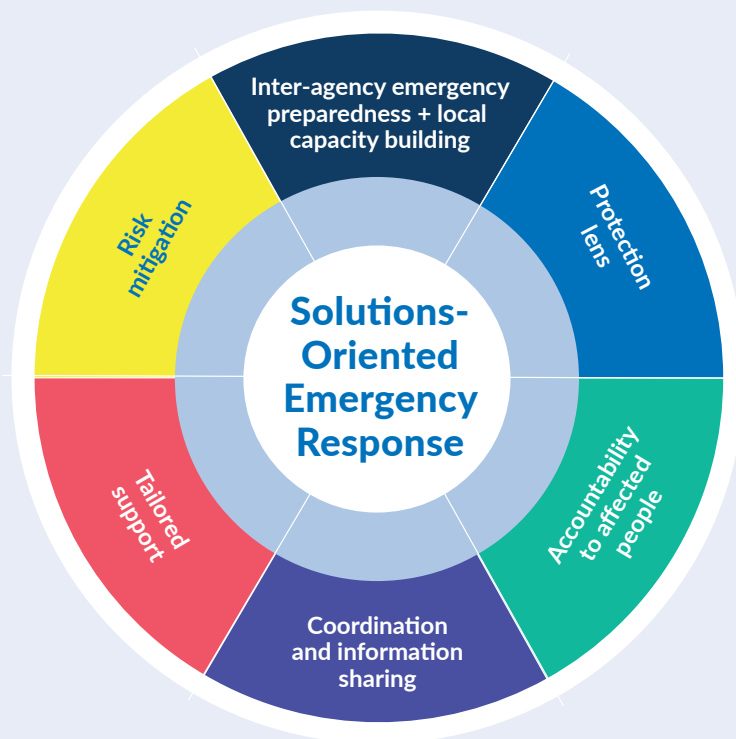 Inter-agency emergency
preparedness + local
capacity building
Protection
lens
Accountability
to affected
people
Coordination
and information
sharing
Tailored
support
Risk
mitigation
Solutions-
Oriented
Emergency
Response